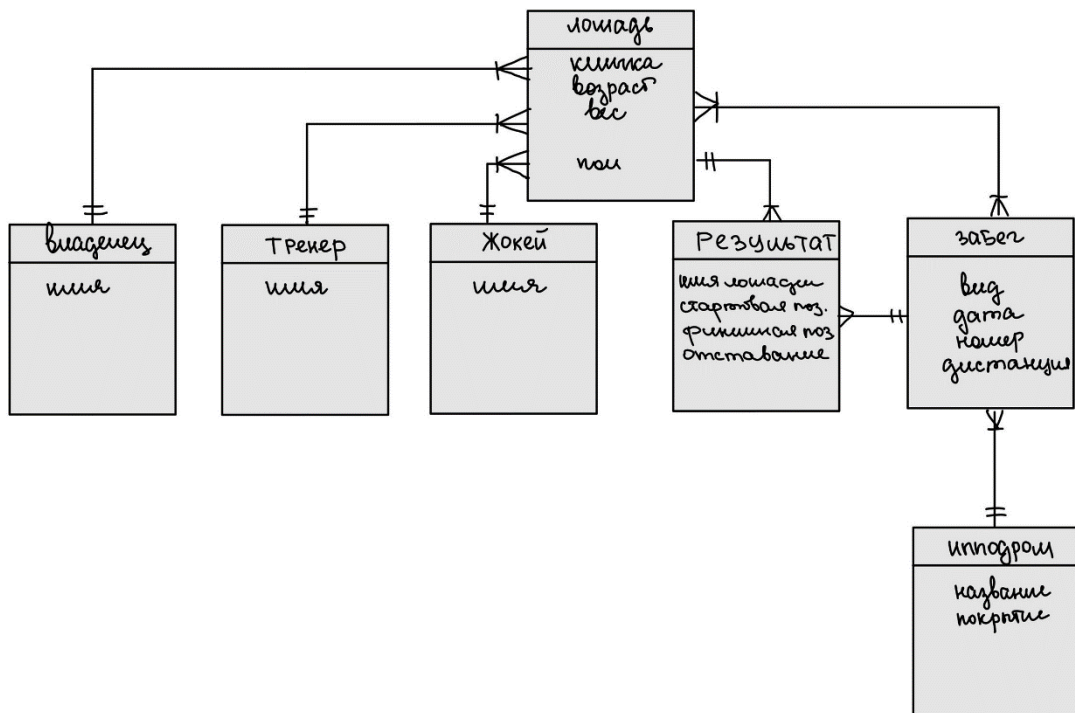 лошадь
кличка
возраст
вес
пол
владелец
имя
Тренер
имя
Жокей
имя
Результат
имя лошади
стартовая поз.
финишная поз
отставание
забег
вид
дата
номер
дистанция
ипподром
название
покрытие